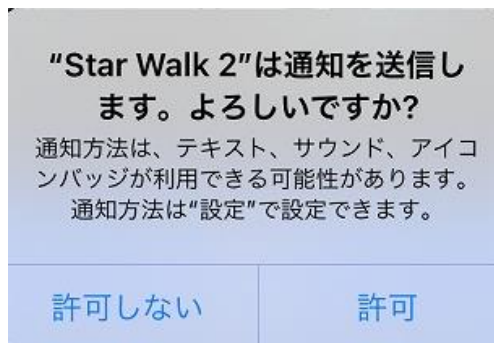 “Star Walk 2”は通知を送信し
ます。よろしいですか?
通知方法は、テキスト、サウンド、アイコ
ンバッジが利用できる可能性があります。
通知方法は“設定”で設定できます。
許可しない
許可